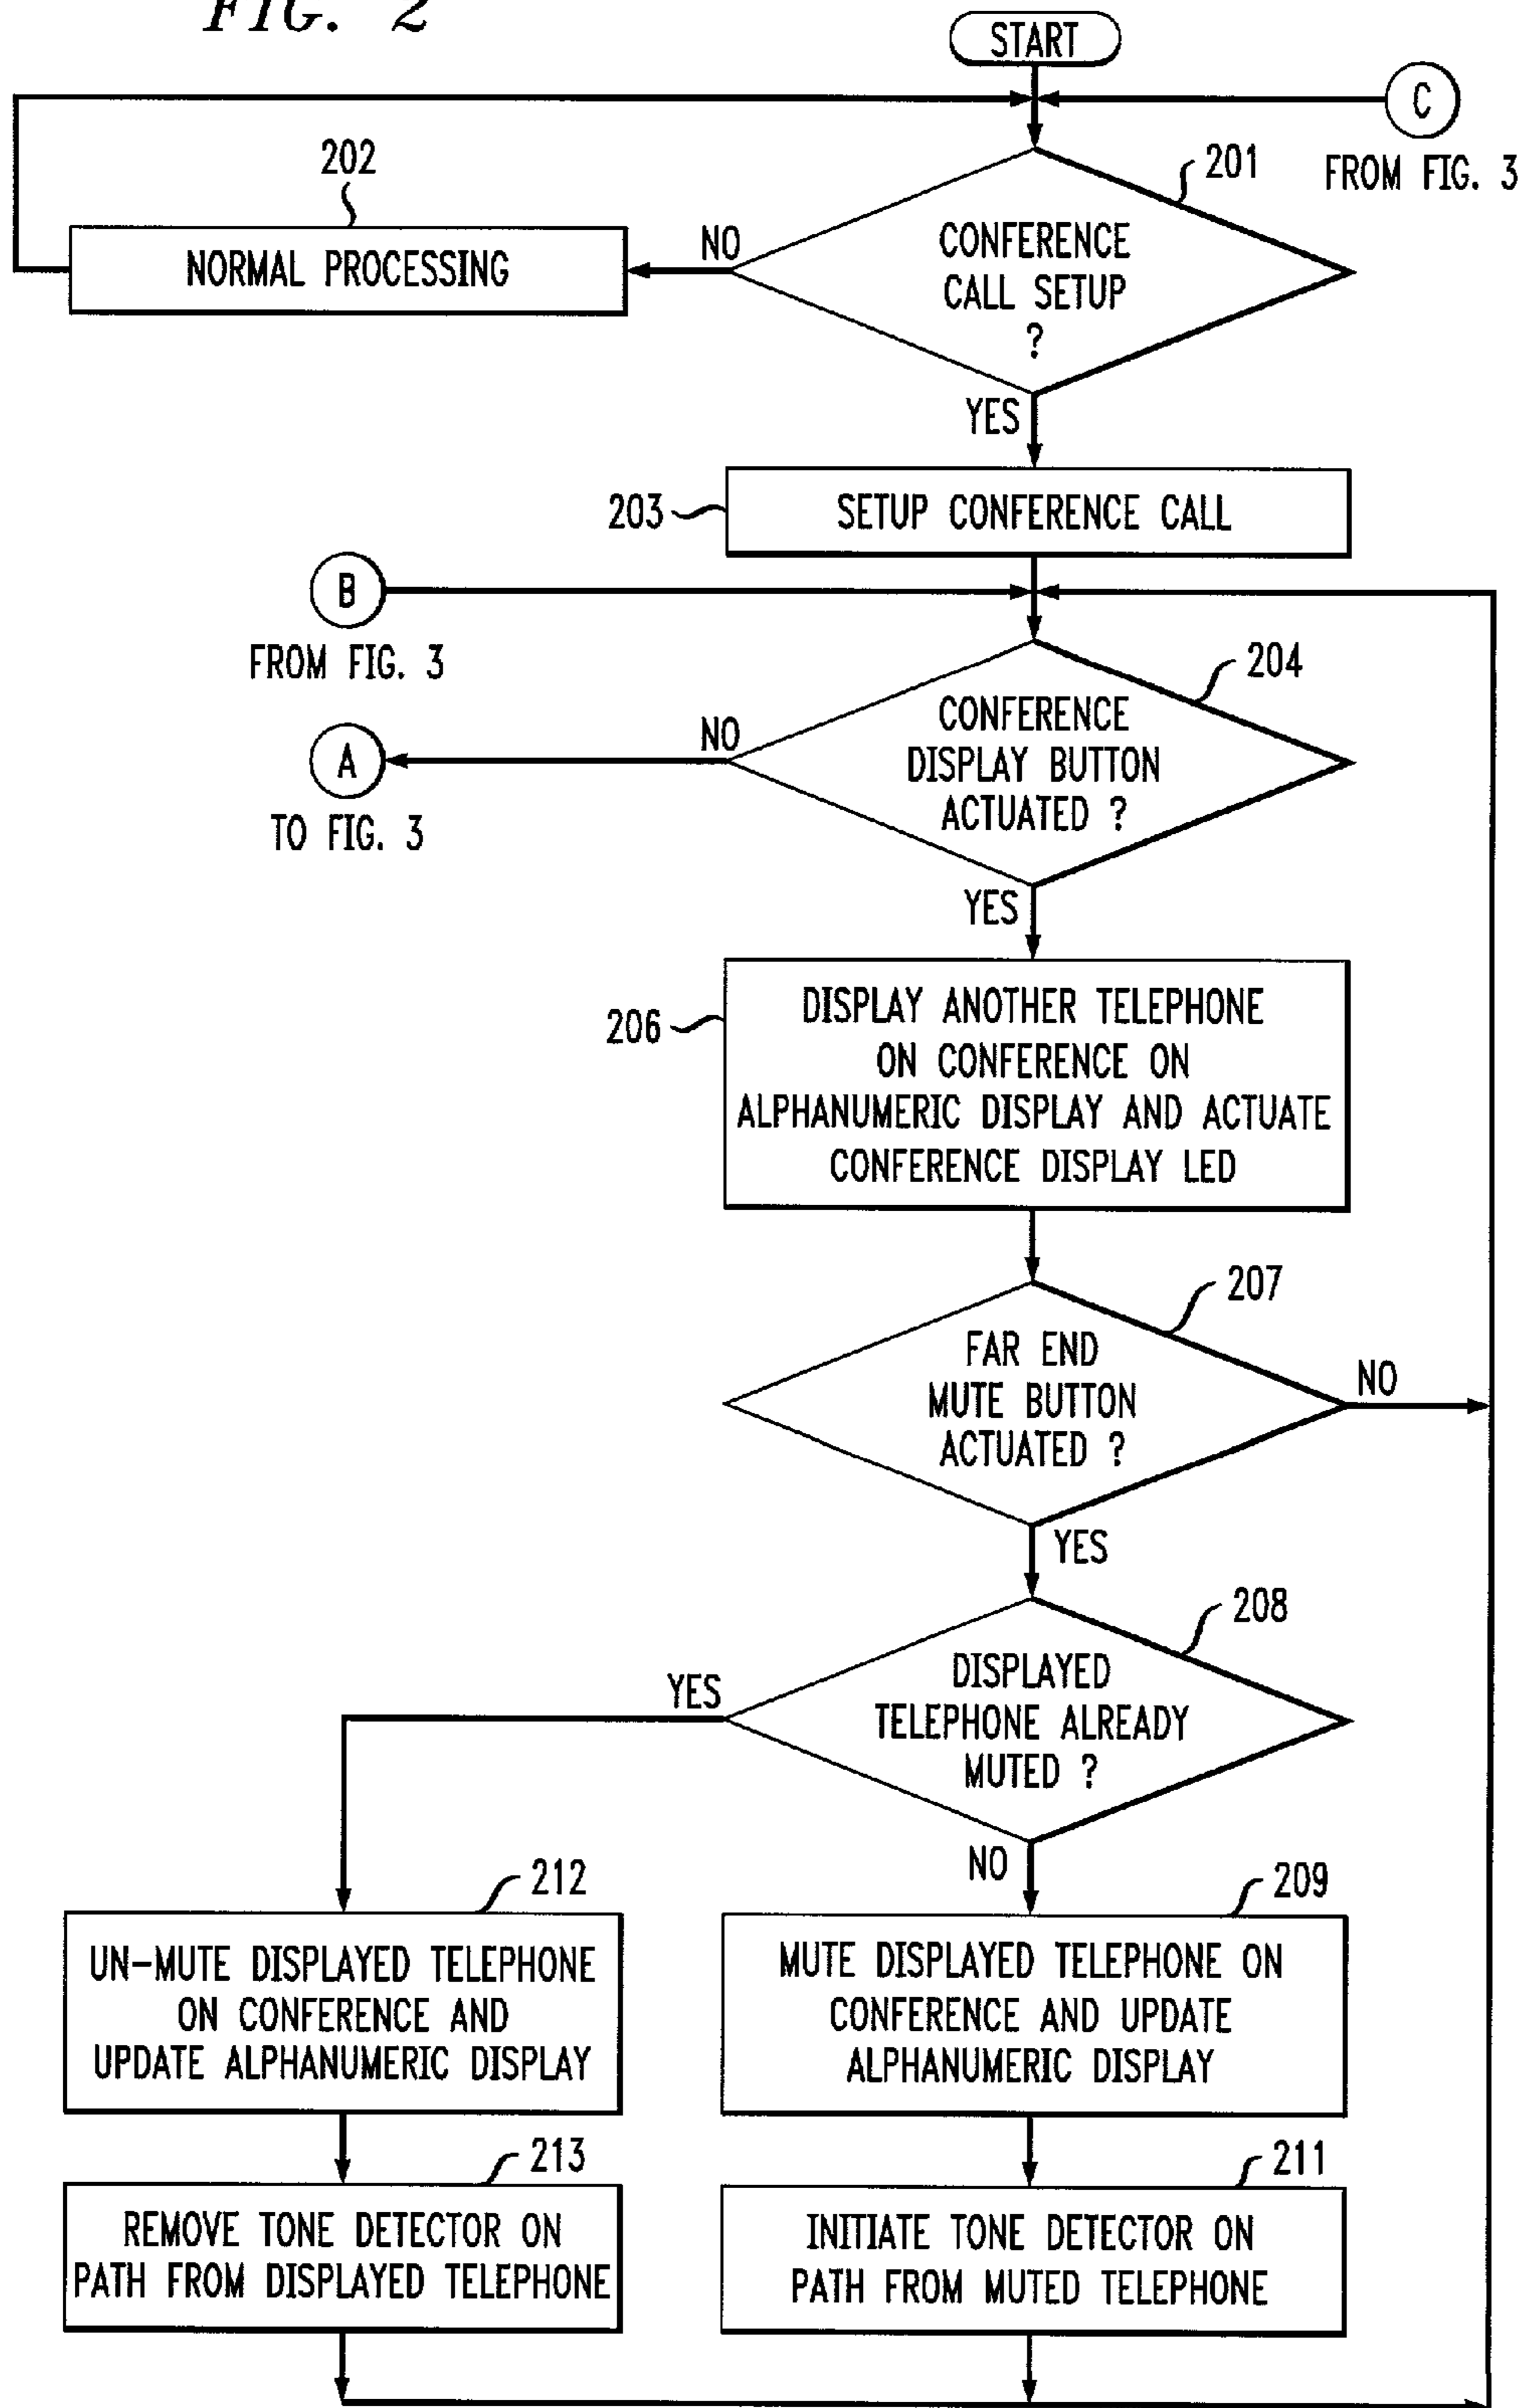 FIG. 2
START
C
FROM FIG. 3
201
202
CONFERENCE
CALL SETUP
?
NO
NORMAL PROCESSING
YES
203
SETUP CONFERENCE CALL
B
FROM FIG. 3
204
CONFERENCE
DISPLAY BUTTON
ACTUATED ?
NO
A
TO FIG. 3
YES
206
DISPLAY ANOTHER TELEPHONE
ON CONFERENCE ON
ALPHANUMERIC DISPLAY AND ACTUATE
CONFERENCE DISPLAY LED
207
FAR END
MUTE BUTTON
ACTUATED ?
NO
YES
208
DISPLAYED
TELEPHONE ALREADY
MUTED ?
YES
NO
212
UN-MUTE DISPLAYED TELEPHONE
ON CONFERENCE AND
UPDATE ALPHANUMERIC DISPLAY
209
MUTE DISPLAYED TELEPHONE ON
CONFERENCE AND UPDATE
ALPHANUMERIC DISPLAY
213
REMOVE TONE DETECTOR ON
PATH FROM DISPLAYED TELEPHONE
211
INITIATE TONE DETECTOR ON
PATH FROM MUTED TELEPHONE